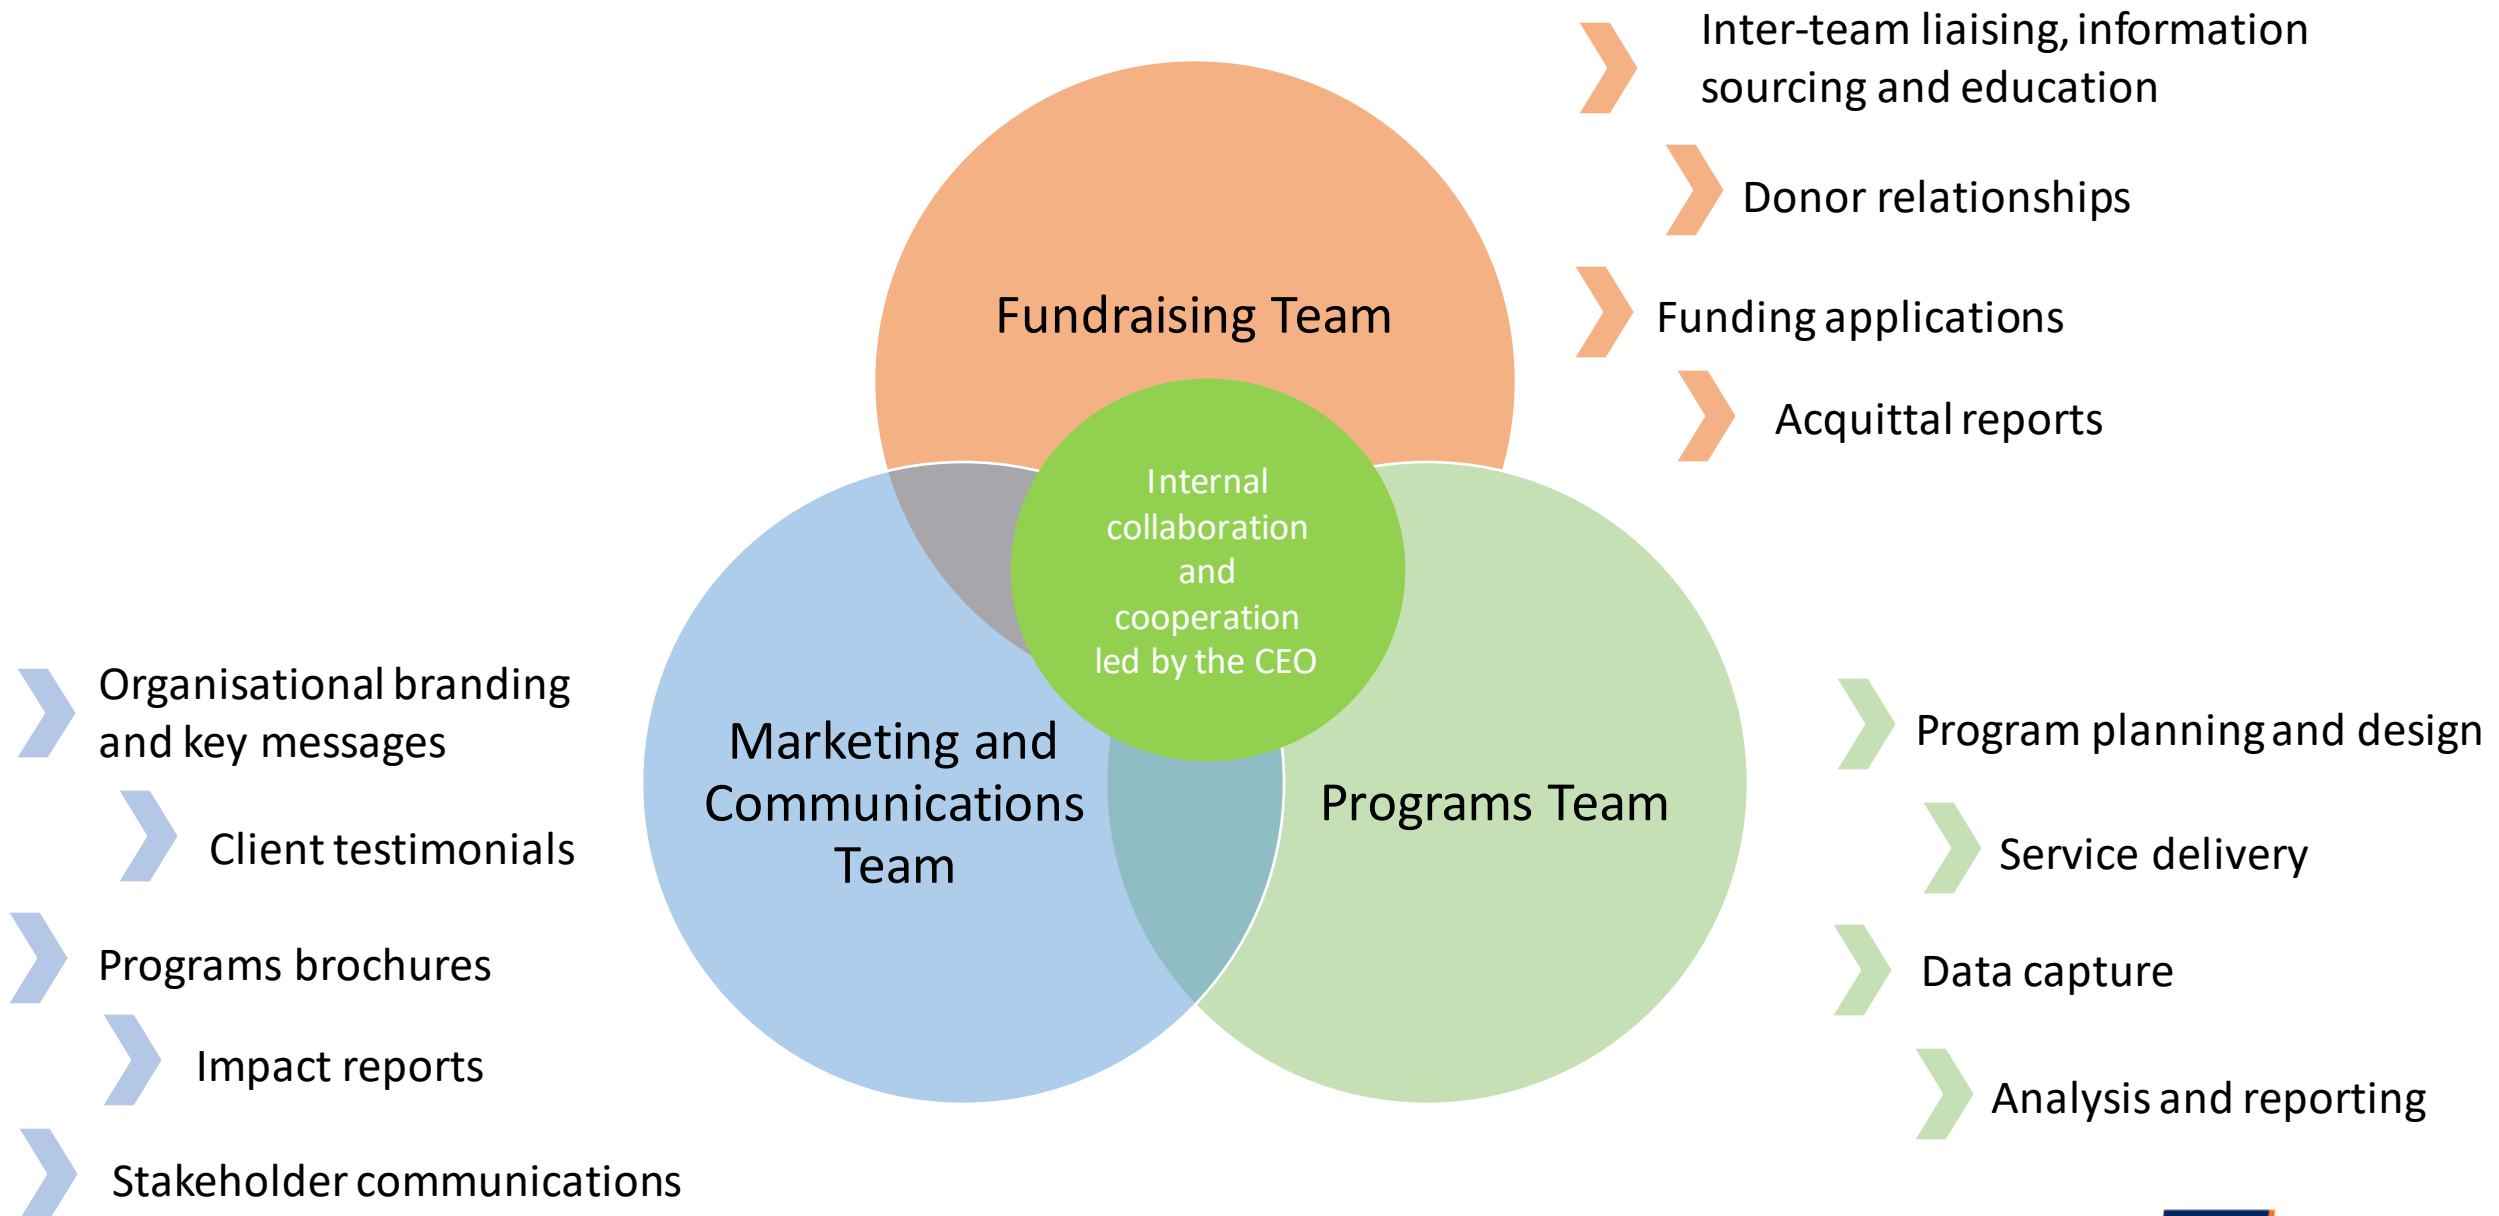 Inter-team liaising, information
sourcing and education
Donor relationships
Funding applications
Acquittal reports
Fundraising Team
Internal
collaboration
and
cooperation
led by the CEO
Marketing and
Communications
Team
Programs Team
Organisational branding
and key messages
Client testimonials
Programs brochures
Impact reports
Stakeholder communications
Program planning and design
Service delivery
Data capture
Analysis and reporting